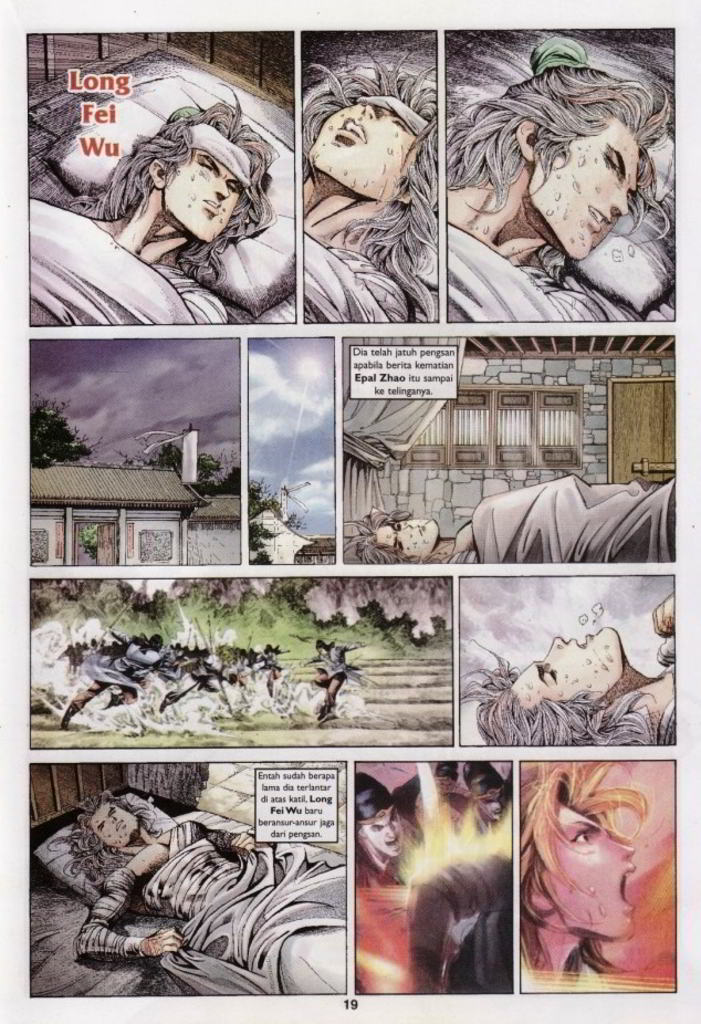 Long
Fei
Wu
Dia telah jatuh pengsan
apabila berita kematian
Epal Zhao itu sampai
ke telinganya.
Entah sudah berapa
lama dia terlantar
di atas katil, Long
Fei Wu baru
beransur-ansur jaga
dari pengsan.
19